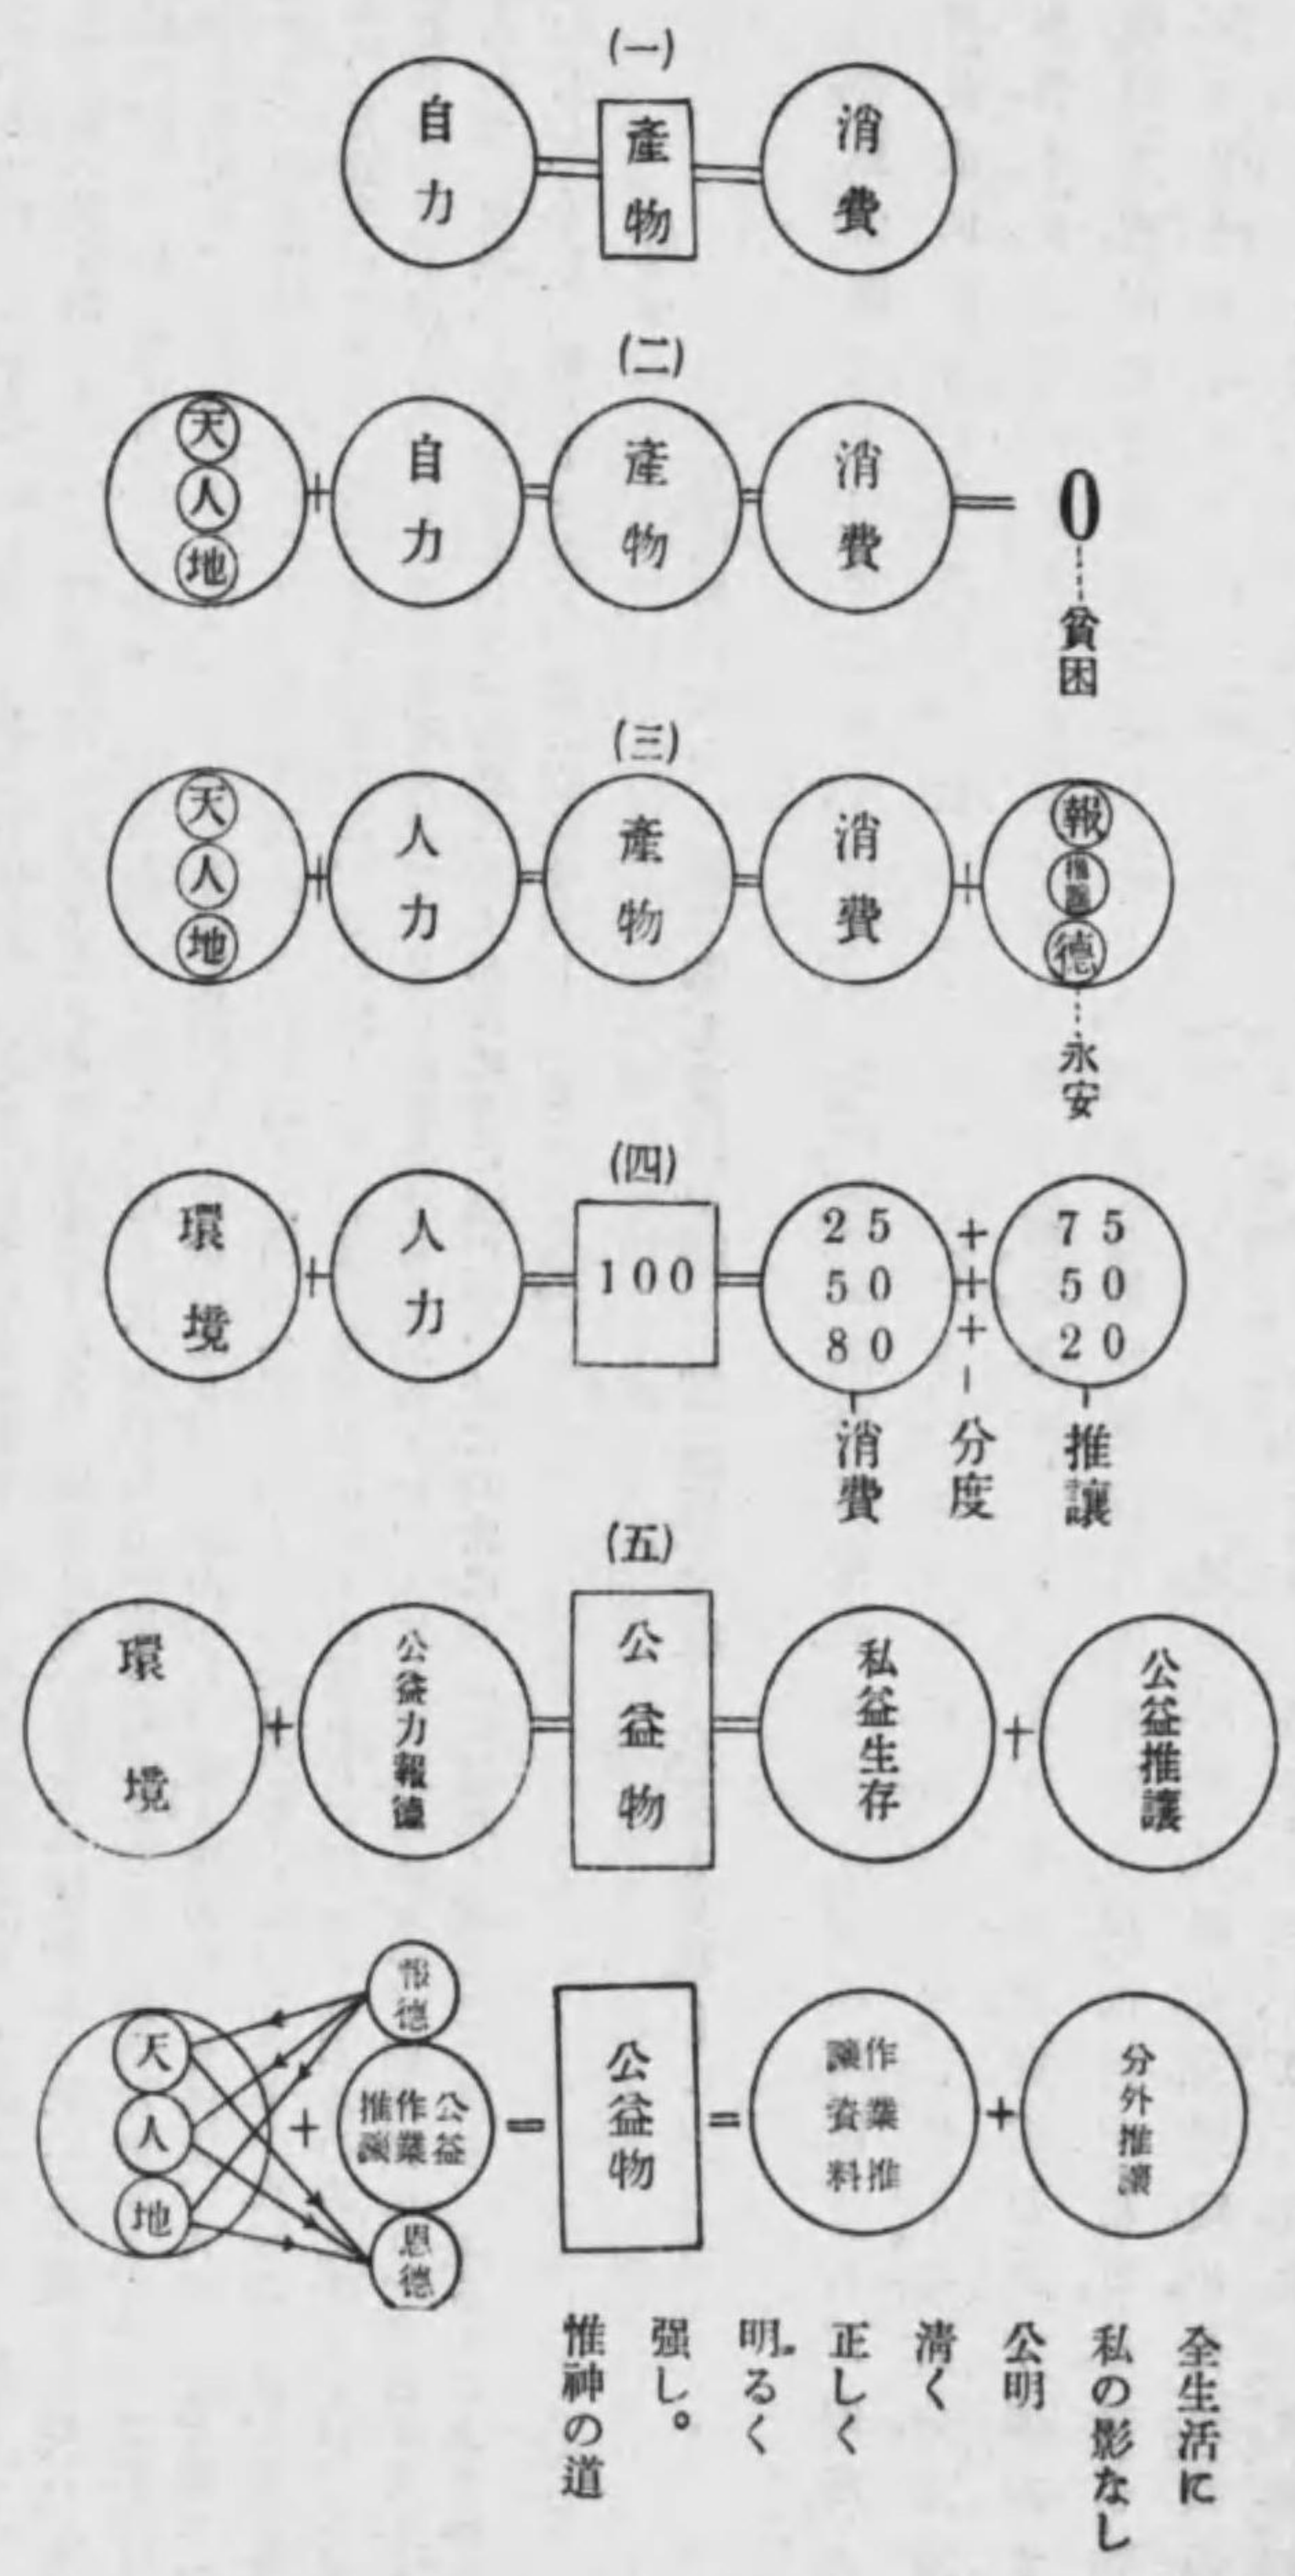 (一)
自力 = 産物 = 消費
(二)
天人地 + 自力 = 産物 = 消費 = 0……貧困
(三)
天人地 + 人力 = 産物 = 消費 + 報推讓德……永安
(四)
環境 + 人力 = 100 = 25 50 80 + + + 75 50 20
消費
分度
推讓
(五)
環境 + 公益力報德 = 公益物 = 私益生存 + 公益推讓
天人地
報德
+ 公益作業推讓
恩德
= 公益物 = 作業推讓資料 + 分外推讓
全生活に
私の影なし
公明
淸く
正しく
明るく
强し。
惟神の道